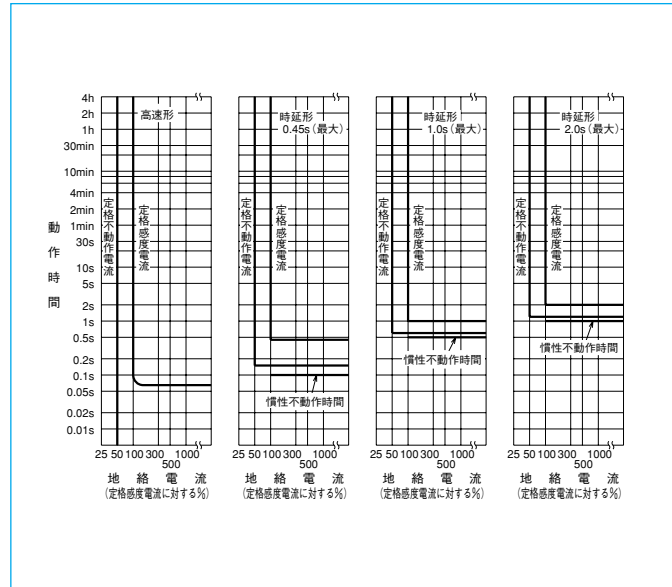 4h
2h
1h
30min
10min
4min
2min
1min
30s
10s
5s
2s
1s
0.5s
0.2s
0.1s
0.05s
0.02s
0.01s
動作時間
高速形
定格不動作電流
定格感度電流
25 50 100 300 1000
500
地絡電流
(定格感度電流に対する%)
時延形
0.45s(最大)
定格不動作電流
定格感度電流
慣性不動作時間
25 50 100 300 1000
500
地絡電流
(定格感度電流に対する%)
時延形
1.0s(最大)
定格不動作電流
定格感度電流
慣性不動作時間
25 50 100 300 1000
500
地絡電流
(定格感度電流に対する%)
時延形
2.0s(最大)
定格不動作電流
定格感度電流
慣性不動作時間
25 50 100 300 1000
500
地絡電流
(定格感度電流に対する%)